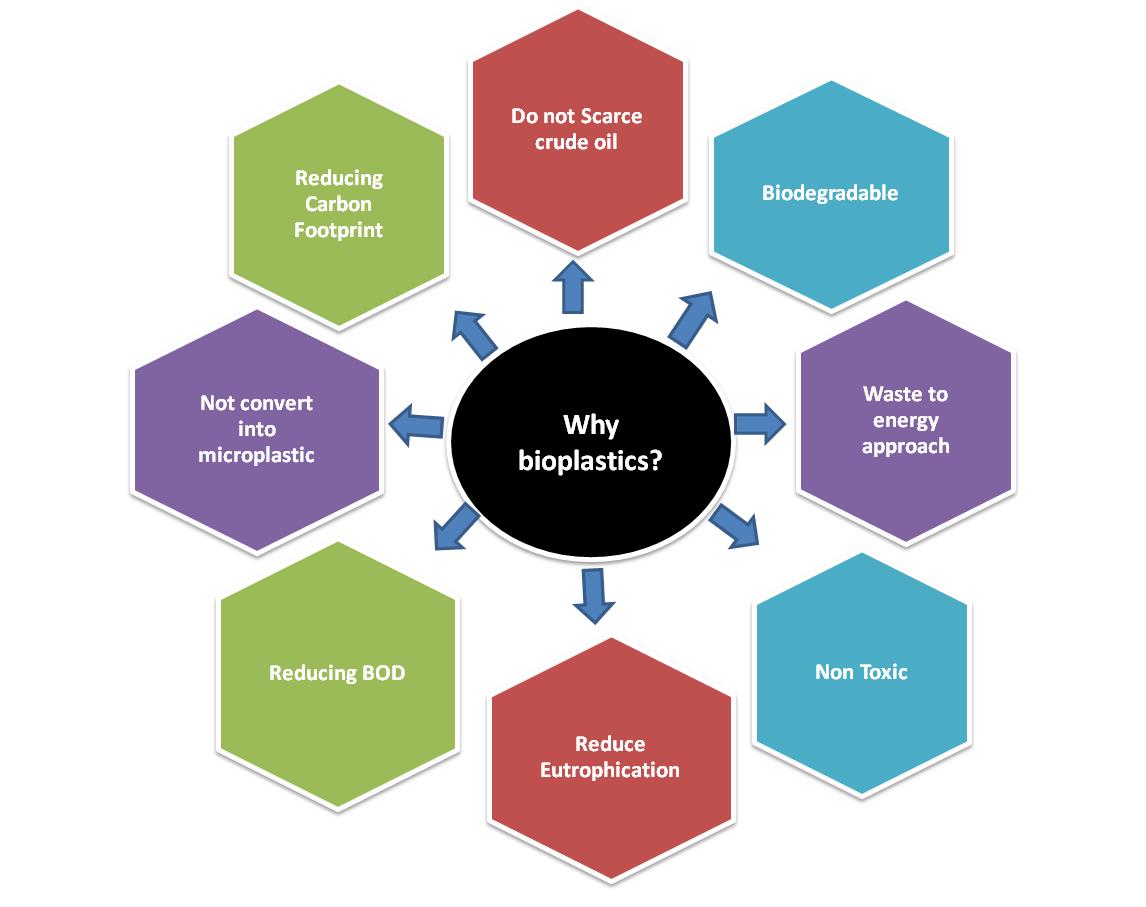 Do not Scarce
crude oil
Biodegradable
Waste to
energy
approach
Non Toxic
Reduce
Eutrophication
Reducing BOD
Not convert
into
microplastic
Reducing
Carbon
Footprint
Why
bioplastics?